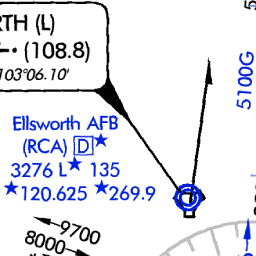 RTH (L)
(108.8)
103°06.10'
5100G
Ellsworth AFB
(RCA) D★
3276 L★ 135
★120.625 ★269.9
9700
8000